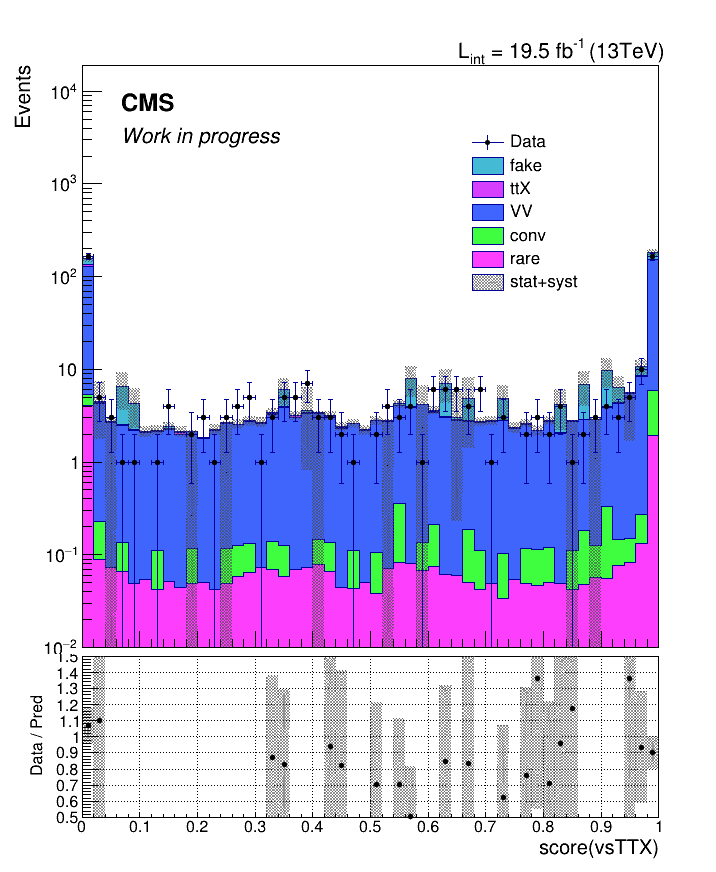 L_int = 19.5 fb^-1 (13TeV)
Events
CMS
Work in progress
Data
fake
ttX
VV
conv
rare
stat+syst
10^4
10^3
10^2
10
1
10^-1
10^-2
Data / Pred
1.5
1.4
1.3
1.2
1.1
1
0.9
0.8
0.7
0.6
0.5
0 0.1 0.2 0.3 0.4 0.5 0.6 0.7 0.8 0.9 1
score(vsTTX)